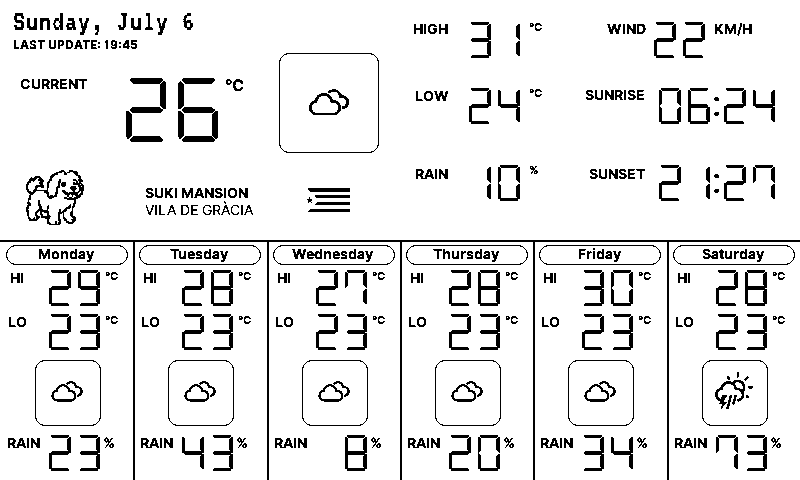 Sunday, July 6
LAST UPDATE: 19:45
CURRENT 26 °C
SUKI MANSION
VILA DE GRÀCIA
HIGH 31 °C
LOW 24 °C
RAIN 10 %
WIND 22 KM/H
SUNRISE 06:24
SUNSET 21:27
Monday
HI 29 °C
LO 23 °C
RAIN 23 %
Tuesday
HI 28 °C
LO 23 °C
RAIN 43 %
Wednesday
HI 27 °C
LO 23 °C
RAIN 8 %
Thursday
HI 28 °C
LO 23 °C
RAIN 20 %
Friday
HI 30 °C
LO 23 °C
RAIN 34 %
Saturday
HI 28 °C
LO 23 °C
RAIN 73 %